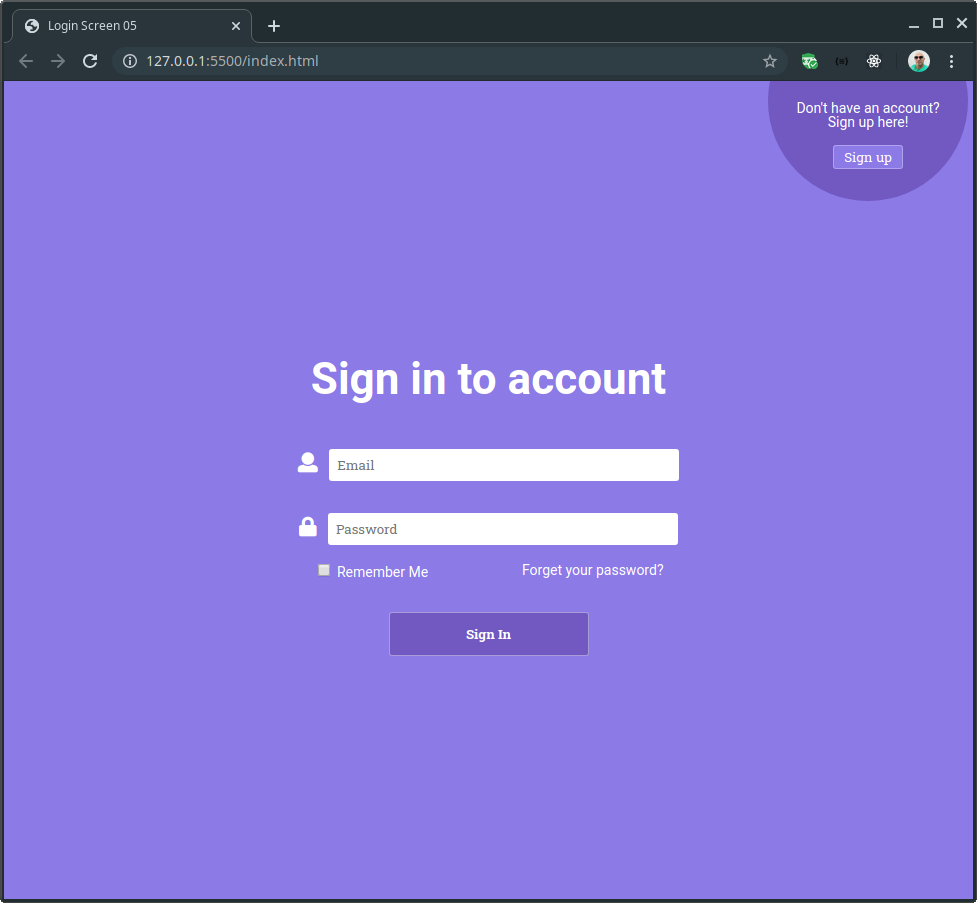 Login Screen 05
127.0.0.1:5500/index.html
Don't have an account?
Sign up here!
Sign up
Sign in to account
Email
Password
Remember Me
Forget your password?
Sign In